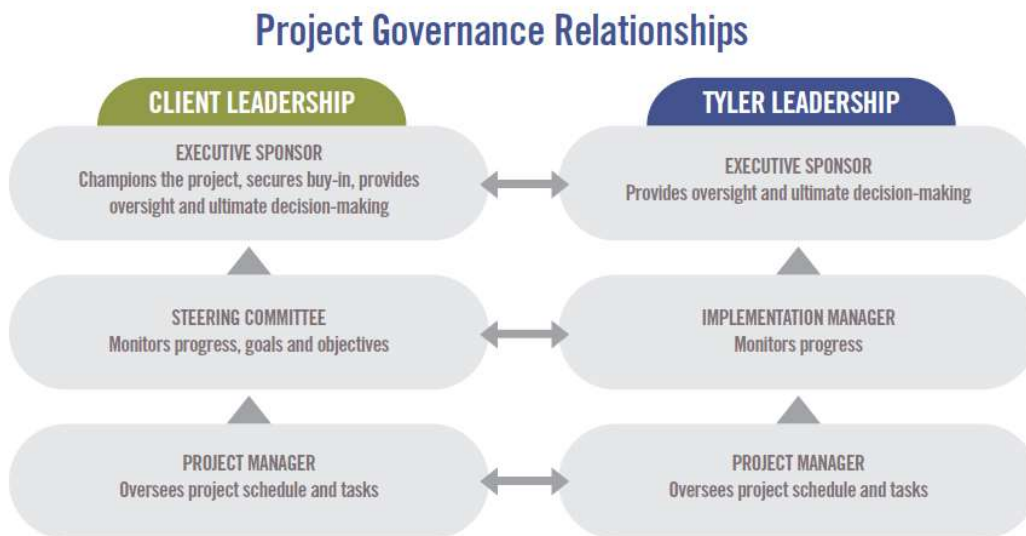 Project Governance Relationships
CLIENT LEADERSHIP
EXECUTIVE SPONSOR
Champions the project, secures buy-in, provides
oversight and ultimate decision-making
STEERING COMMITTEE
Monitors progress, goals and objectives
PROJECT MANAGER
Oversees project schedule and tasks
TYLER LEADERSHIP
EXECUTIVE SPONSOR
Provides oversight and ultimate decision-making
IMPLEMENTATION MANAGER
Monitors progress
PROJECT MANAGER
Oversees project schedule and tasks